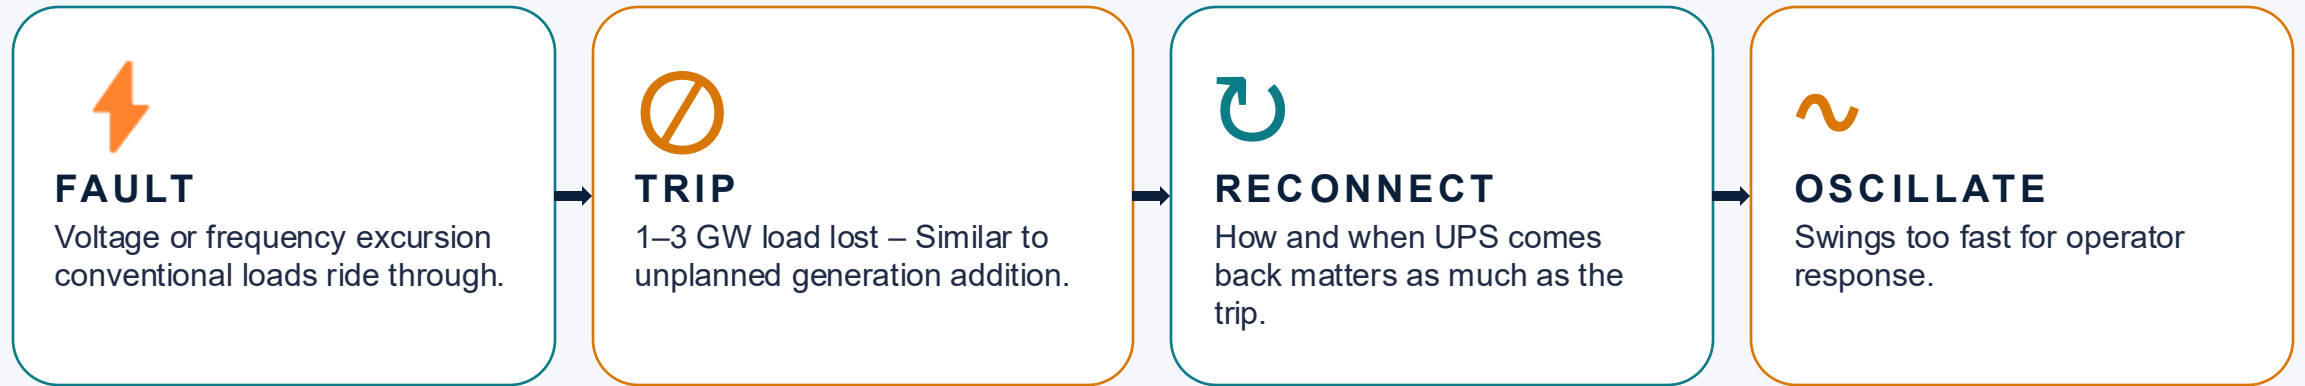 FAULT
Voltage or frequency excursion
conventional loads ride through.
TRIP
1–3 GW load lost – Similar to
unplanned generation addition.
RECONNECT
How and when UPS comes
back matters as much as the
trip.
OSCILLATE
Swings too fast for operator
response.